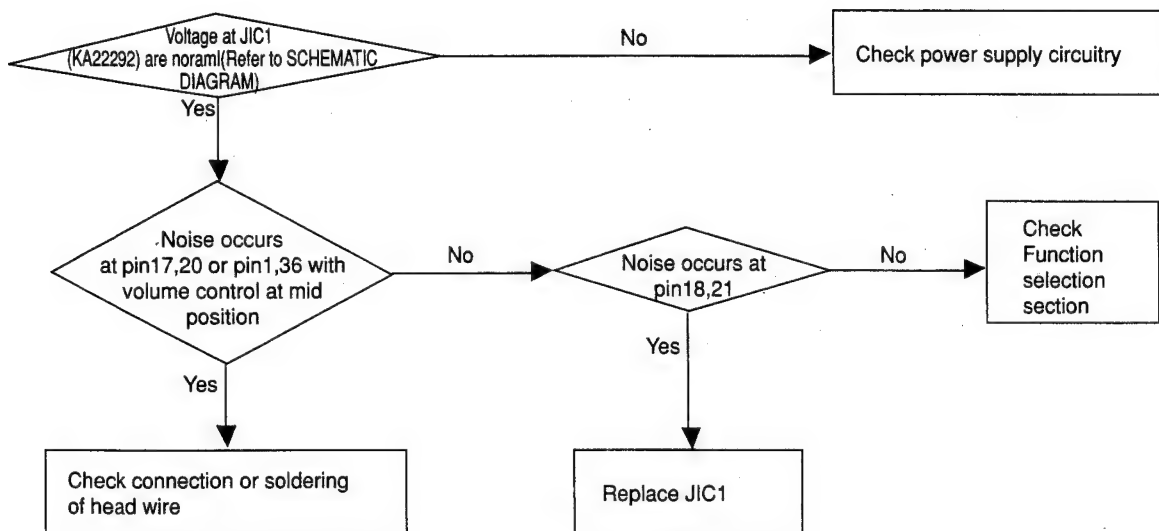 Voltage at JIC1
(KA22292) are noraml(Refer to SCHEMATIC
DIAGRAM)
No
Check power supply circuitry
Yes
Noise occurs
at pin17,20 or pin1,36 with
volume control at mid
position
No
Noise occurs at
pin18,21
No
Check
Function
selection
section
Yes
Check connection or soldering
of head wire
Yes
Replace JIC1